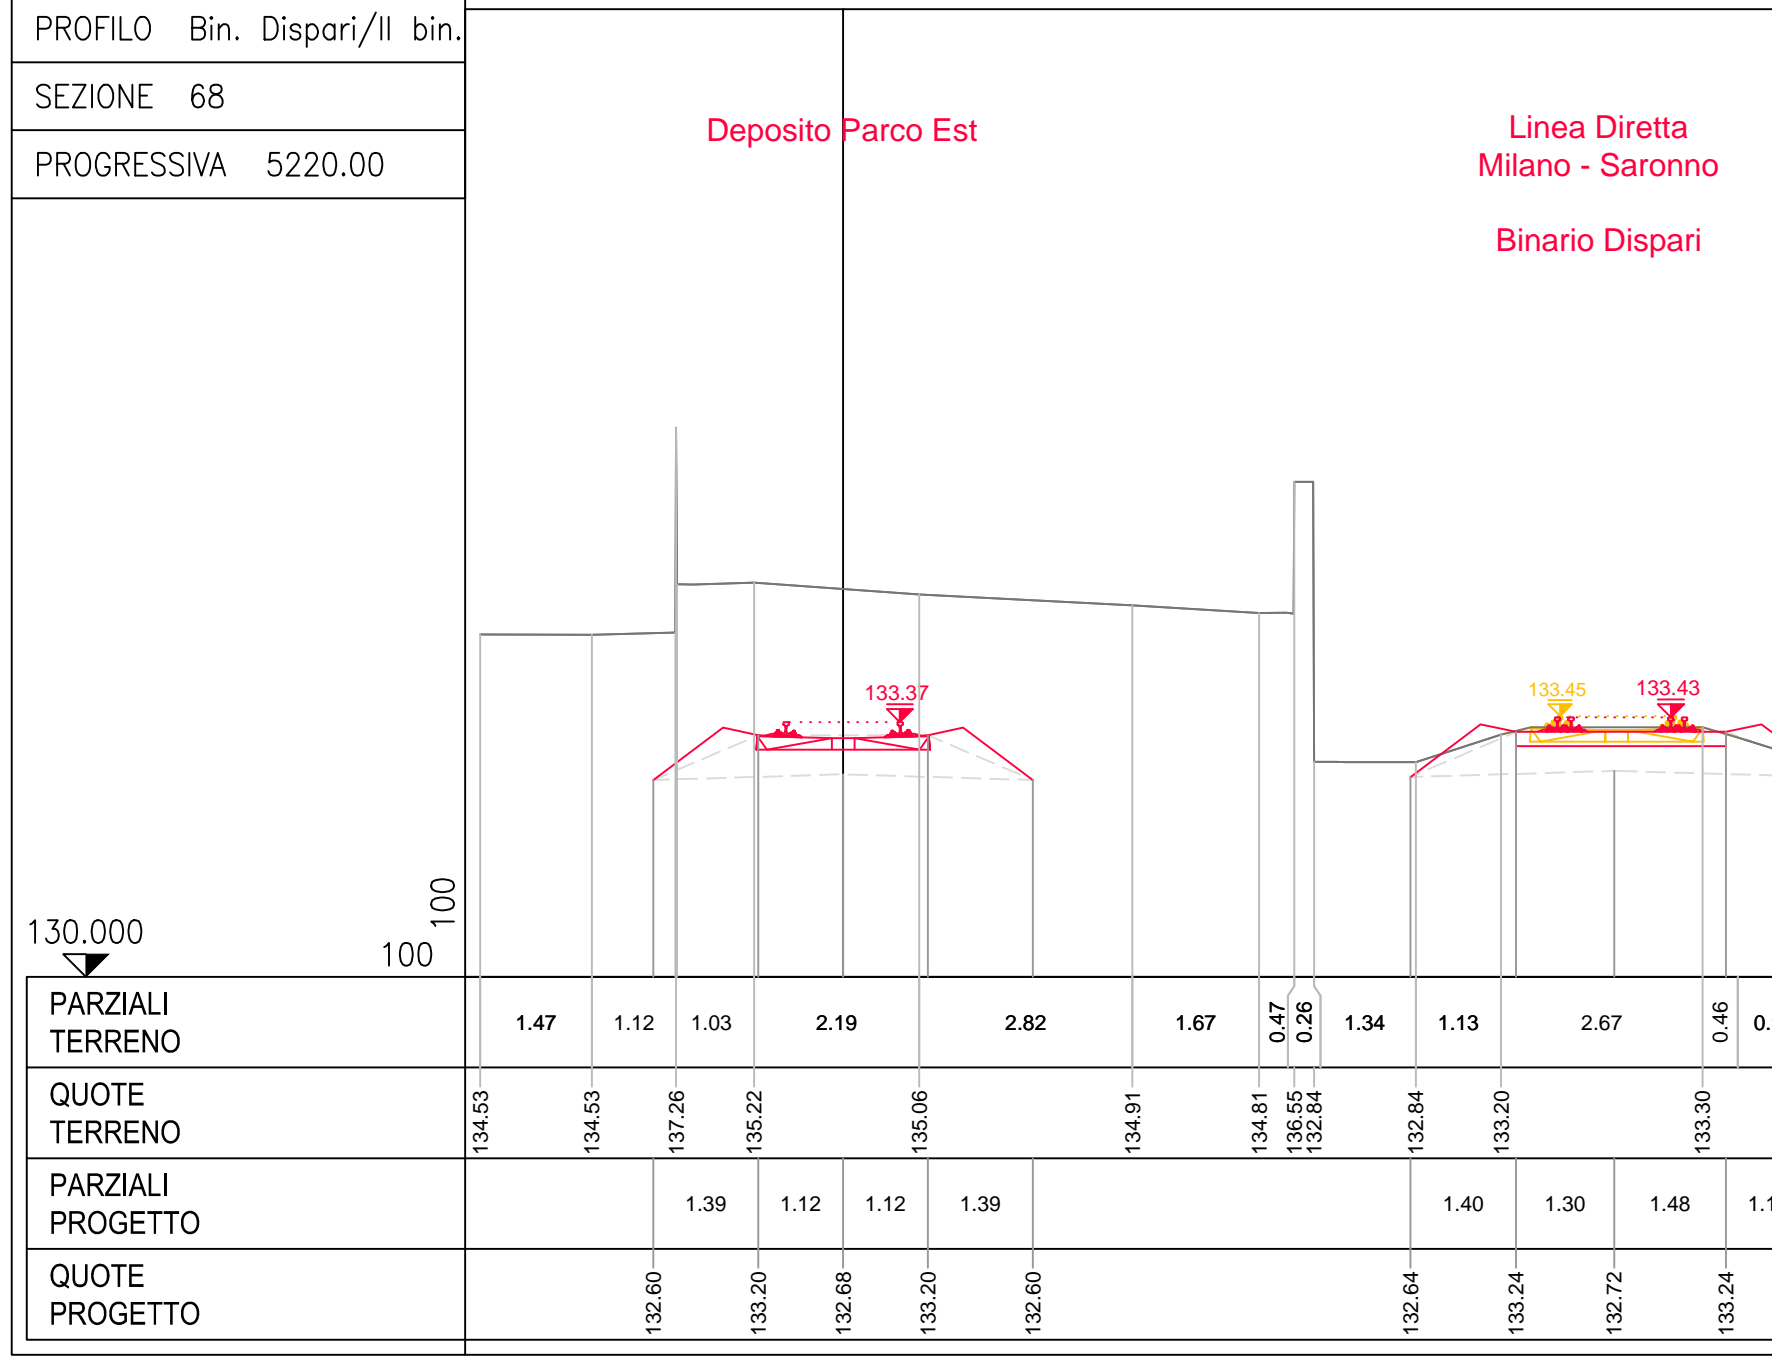 PROFILO Bin. Dispari/II bin.
SEZIONE 68
PROGRESSIVA 5220.00
Deposito Parco Est
Linea Diretta
Milano - Saronno
Binario Dispari
133.37
133.45
133.43
130.000
100
100
PARZIALI
TERRENO
1.47 1.12 1.03 2.19 2.82 1.67 0.47 0.26 1.34 1.13 2.67 0.46
QUOTE
TERRENO
134.53 134.53 137.26 135.22 135.06 134.91 134.81 136.55 132.84 132.84 133.20 133.30
PARZIALI
PROGETTO
1.39 1.12 1.12 1.39 1.40 1.30 1.48
QUOTE
PROGETTO
132.60 133.20 132.68 133.20 132.60 132.64 133.24 132.72 133.24